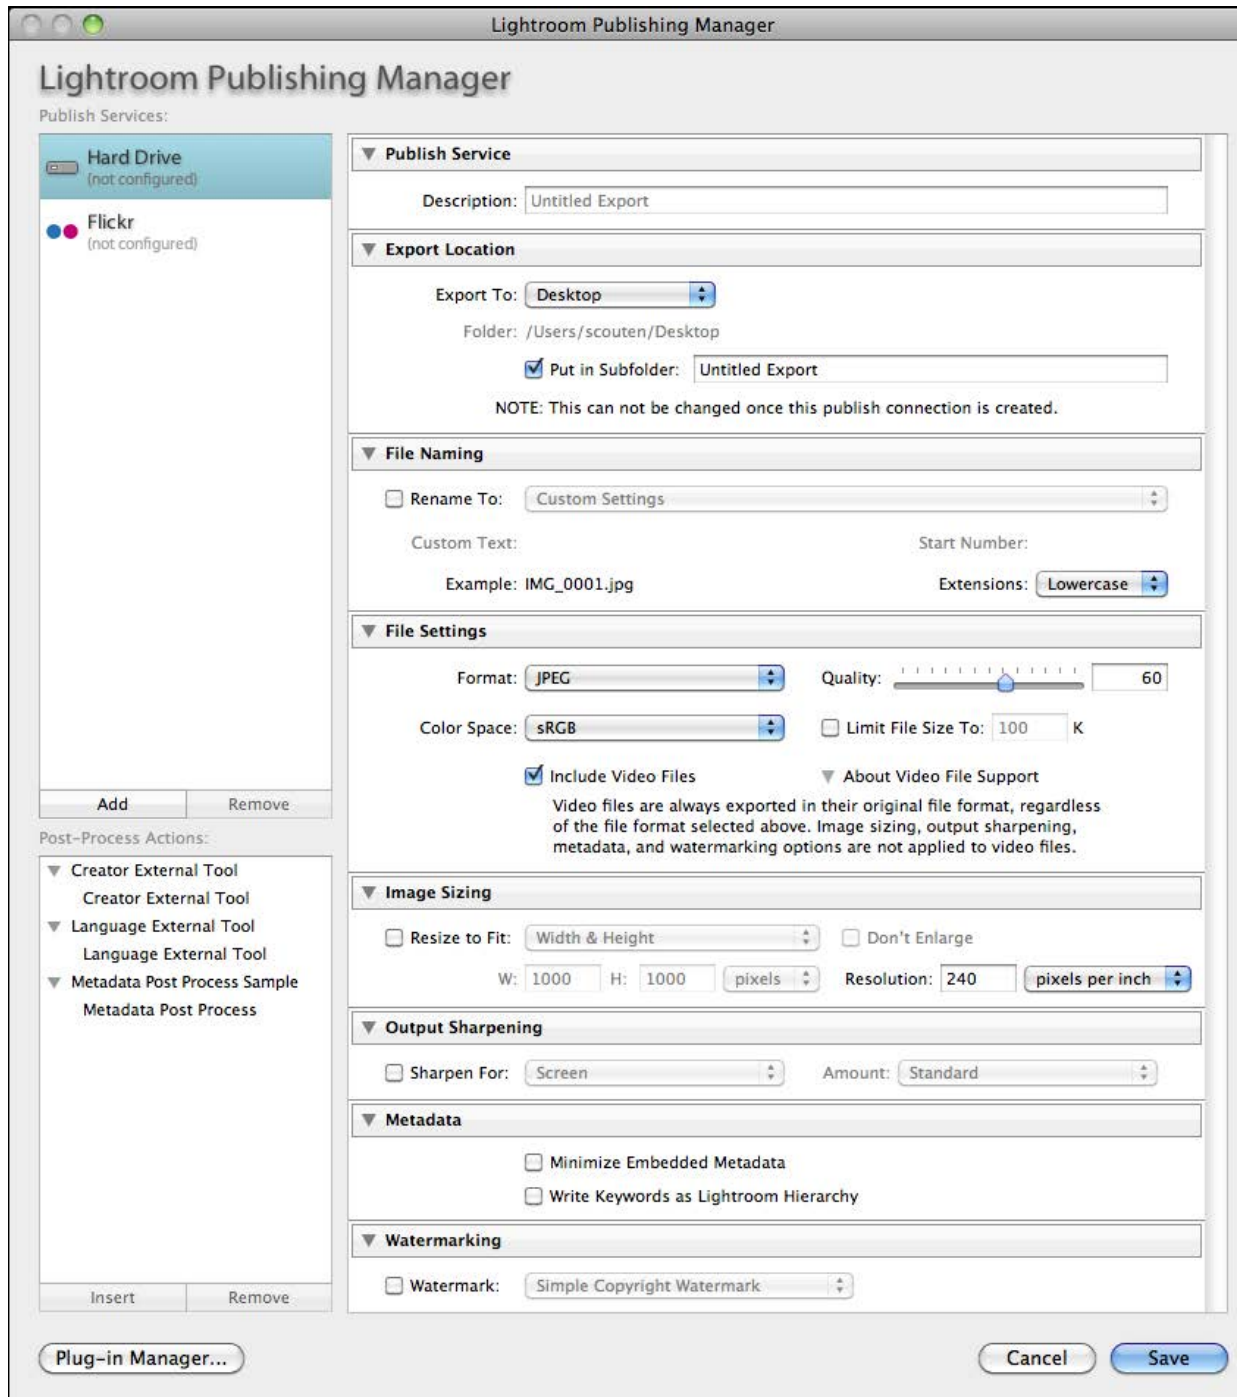 Lightroom Publishing Manager
Lightroom Publishing Manager
Publish Services:
Hard Drive
(not configured)
Flickr
(not configured)
Add Remove
Post-Process Actions:
Creator External Tool
Creator External Tool
Language External Tool
Language External Tool
Metadata Post Process Sample
Metadata Post Process
Insert Remove
Publish Service
Description: Untitled Export
Export Location
Export To: Desktop
Folder: /Users/scouten/Desktop
Put in Subfolder: Untitled Export
NOTE: This can not be changed once this publish connection is created.
File Naming
Rename To: Custom Settings
Custom Text: Start Number:
Example: IMG_0001.jpg Extensions: Lowercase
File Settings
Format: JPEG Quality: 60
Color Space: sRGB Limit File Size To: 100 K
Include Video Files About Video File Support
Video files are always exported in their original file format, regardless
of the file format selected above. Image sizing, output sharpening,
metadata, and watermarking options are not applied to video files.
Image Sizing
Resize to Fit: Width & Height Don't Enlarge
W: 1000 H: 1000 pixels Resolution: 240 pixels per inch
Output Sharpening
Sharpen For: Screen Amount: Standard
Metadata
Minimize Embedded Metadata
Write Keywords as Lightroom Hierarchy
Watermarking
Watermark: Simple Copyright Watermark
Plug-in Manager... Cancel Save